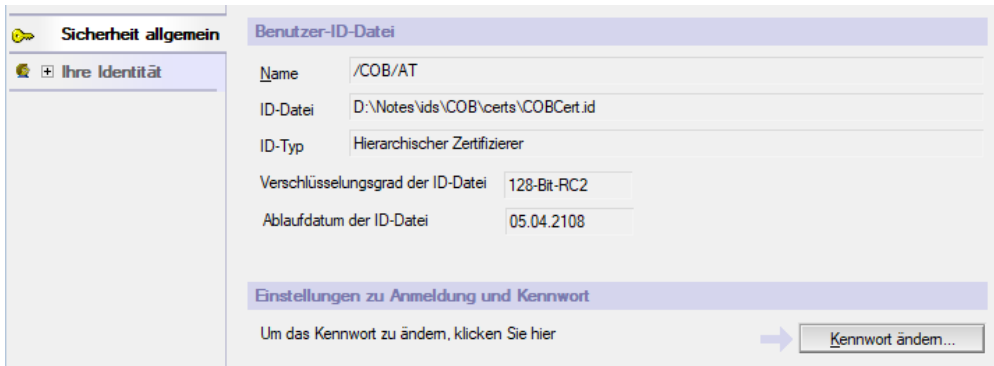 Sicherheit allgemein
Ihre Identität
Benutzer-ID-Datei
Name /COB/AT
ID-Datei D:\Notes\ids\COB\certs\COBCert.id
ID-Typ Hierarchischer Zertifizierer
Verschlüsselungsgrad der ID-Datei 128-Bit-RC2
Ablaufdatum der ID-Datei 05.04.2108
Einstellungen zu Anmeldung und Kennwort
Um das Kennwort zu ändern, klicken Sie hier Kennwort ändern...